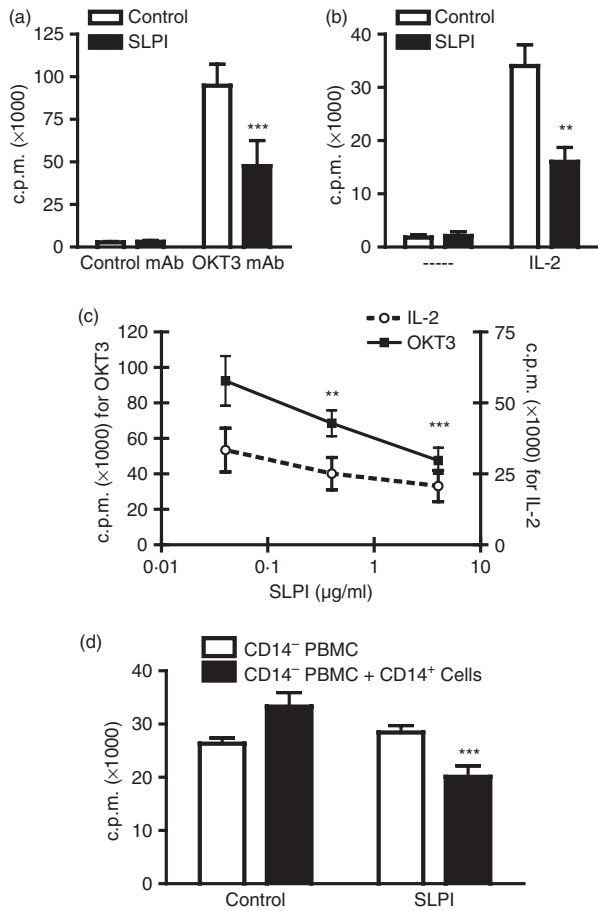 (a)
Control
SLPI
125
100
75
50
25
0
c.p.m. (×1000)
***
Control mAb OKT3 mAb
(b)
Control
SLPI
40
30
20
10
0
c.p.m. (×1000)
**
----- IL-2
(c)
IL-2
OKT3
120
100
80
60
40
20
0
c.p.m. (×1000) for OKT3
75
50
25
0
c.p.m. (×1000) for IL-2
**
***
0·01 0·1 1 10
SLPI (µg/ml)
(d)
CD14⁻ PBMC
CD14⁻ PBMC + CD14⁺ Cells
40
30
20
10
0
c.p.m. (×1000)
***
Control SLPI